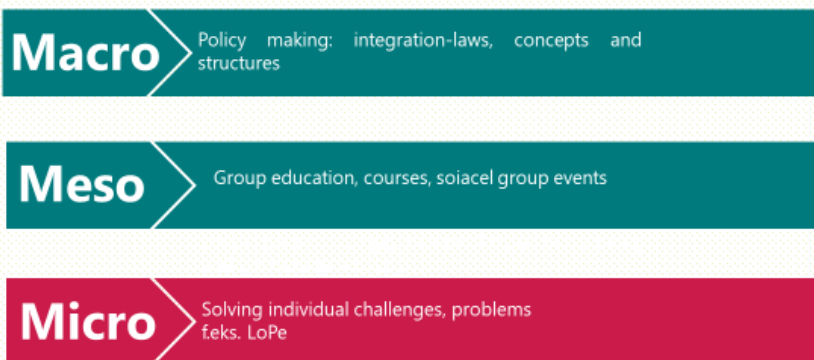 Macro
Policy making: integration-laws, concepts and
structures
Meso
Group education, courses, soiacel group events
Micro
Solving individual challenges, problems
f.eks. LoPe